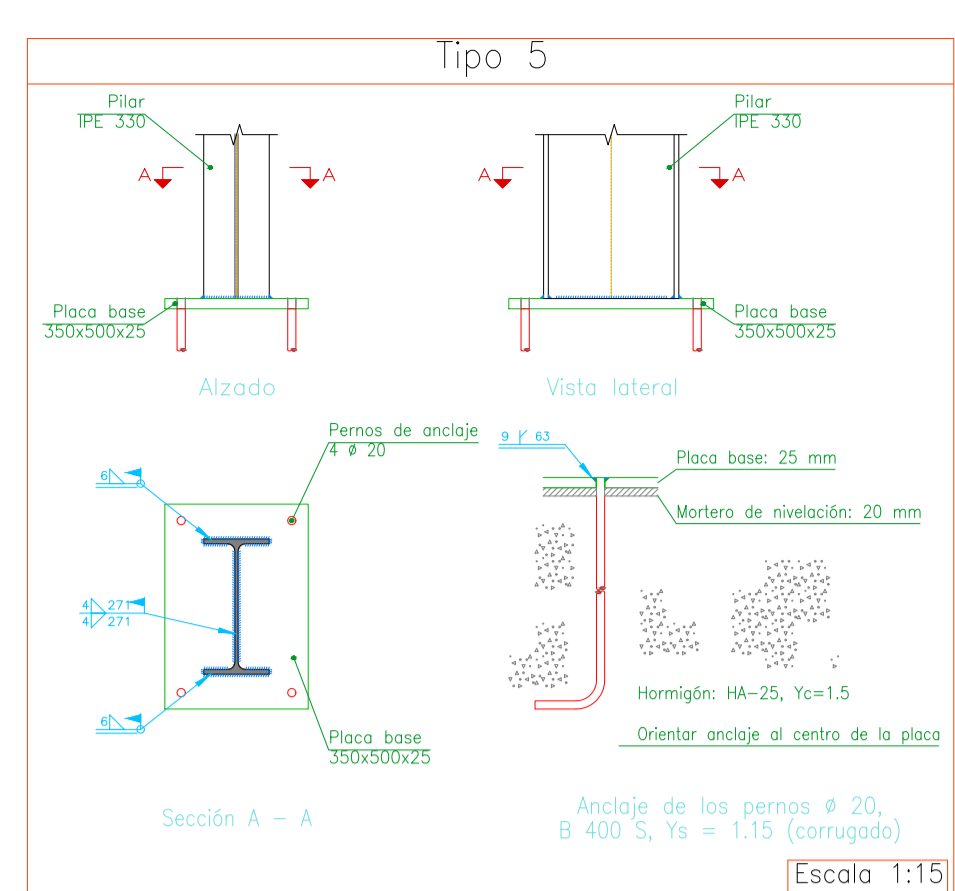 Tipo 5
Pilar
IPE 330
A
A
Placa base
350x500x25
Alzado
Pilar
IPE 330
A
A
Placa base
350x500x25
Vista lateral
Pernos de anclaje
4 ø 20
6
4 271
4 271
6
Placa base
350x500x25
Sección A - A
9 63
Placa base: 25 mm
Mortero de nivelación: 20 mm
Hormigón: HA-25, Yc=1.5
Orientar anclaje al centro de la placa
Anclaje de los pernos ø 20,
B 400 S, Ys = 1.15 (corrugado)
Escala 1:15